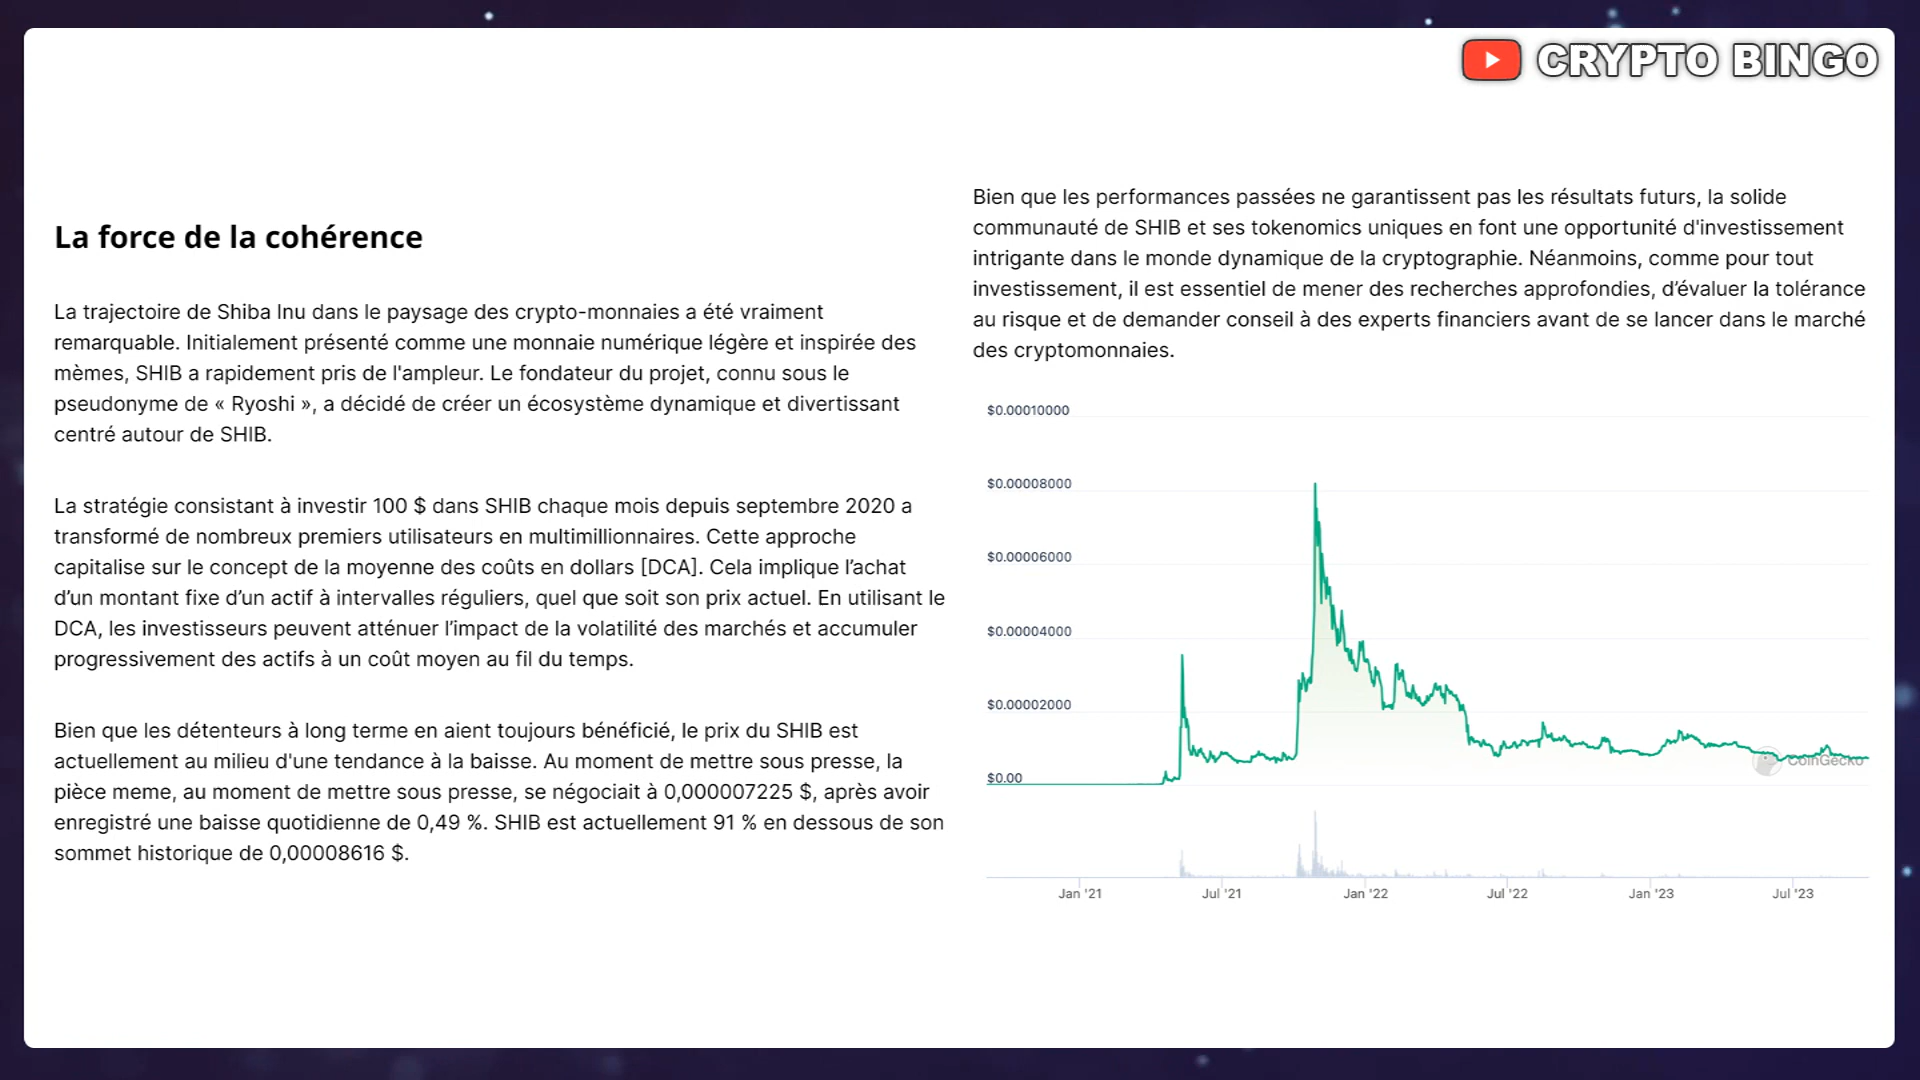 CRYPTO BINGO
La force de la cohérence
La trajectoire de Shiba Inu dans le paysage des crypto-monnaies a été vraiment
remarquable. Initialement présenté comme une monnaie numérique légère et inspirée des
mèmes, SHIB a rapidement pris de l'ampleur. Le fondateur du projet, connu sous le
pseudonyme de « Ryoshi », a décidé de créer un écosystème dynamique et divertissant
centré autour de SHIB.
La stratégie consistant à investir 100 $ dans SHIB chaque mois depuis septembre 2020 a
transformé de nombreux premiers utilisateurs en multimillionnaires. Cette approche
capitalise sur le concept de la moyenne des coûts en dollars [DCA]. Cela implique l’achat
d’un montant fixe d’un actif à intervalles réguliers, quel que soit son prix actuel. En utilisant le
DCA, les investisseurs peuvent atténuer l’impact de la volatilité des marchés et accumuler
progressivement des actifs à un coût moyen au fil du temps.
Bien que les détenteurs à long terme en aient toujours bénéficié, le prix du SHIB est
actuellement au milieu d'une tendance à la baisse. Au moment de mettre sous presse, la
pièce meme, au moment de mettre sous presse, se négociait à 0,000007225 $, après avoir
enregistré une baisse quotidienne de 0,49 %. SHIB est actuellement 91 % en dessous de son
sommet historique de 0,00008616 $.
Bien que les performances passées ne garantissent pas les résultats futurs, la solide
communauté de SHIB et ses tokenomics uniques en font une opportunité d'investissement
intrigante dans le monde dynamique de la cryptographie. Néanmoins, comme pour tout
investissement, il est essentiel de mener des recherches approfondies, d’évaluer la tolérance
au risque et de demander conseil à des experts financiers avant de se lancer dans le marché
des cryptomonnaies.
$0.00010000
$0.00008000
$0.00006000
$0.00004000
$0.00002000
$0.00
CoinGecko
Jan '21
Jul '21
Jan '22
Jul '22
Jan '23
Jul '23